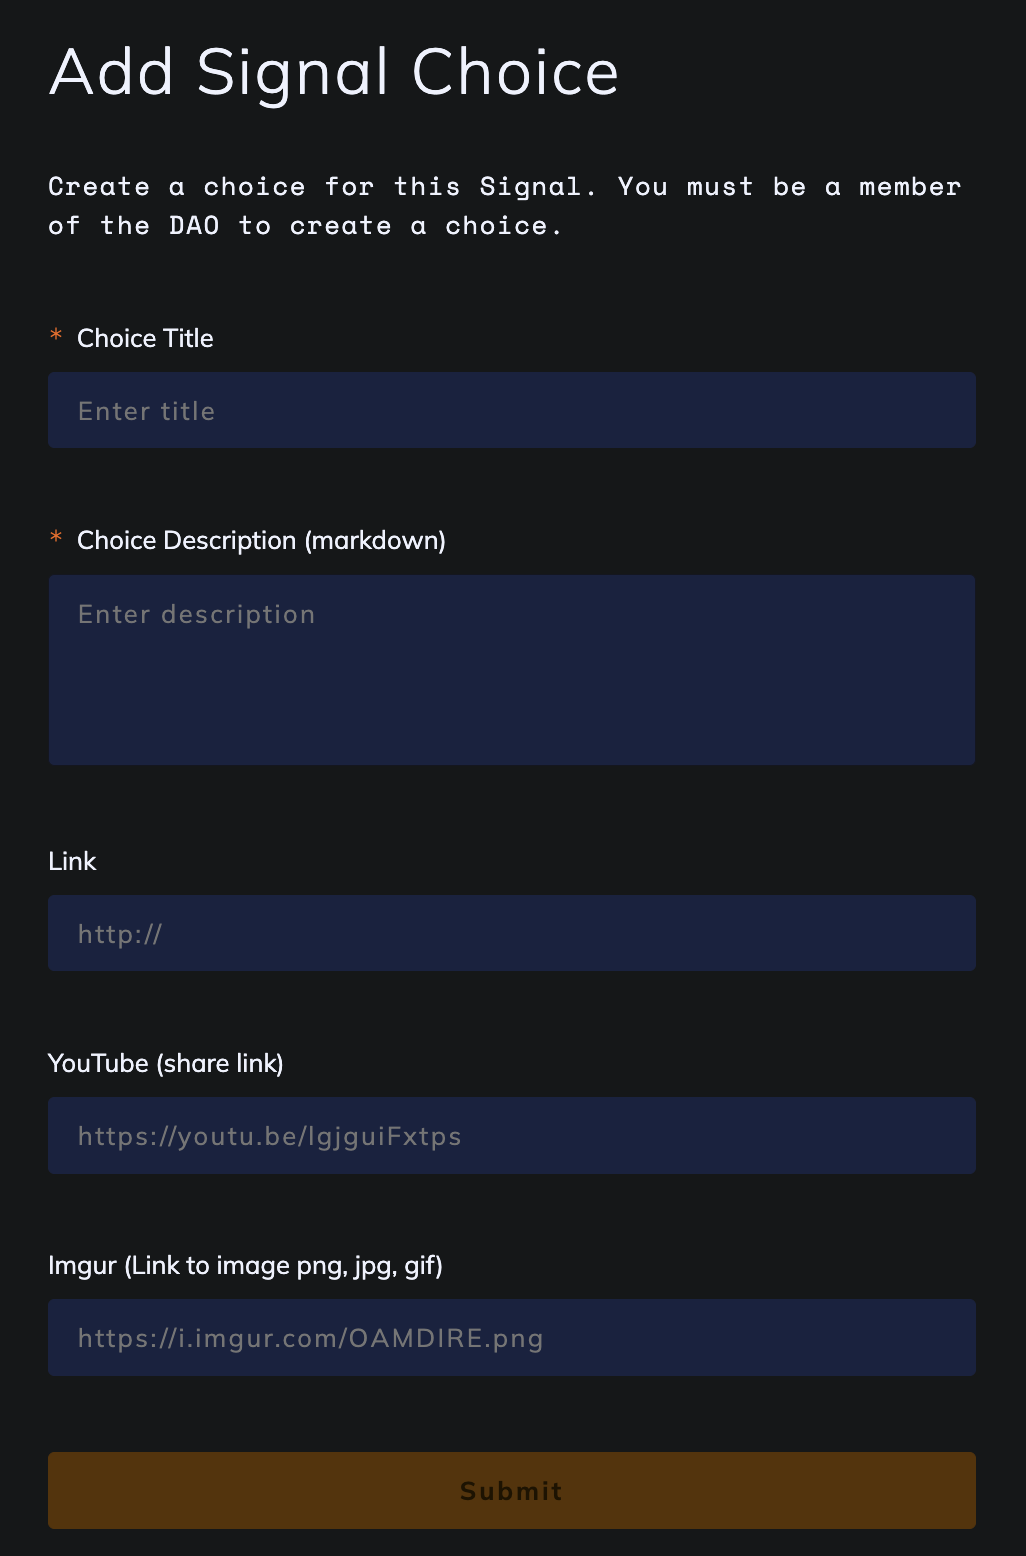 Add Signal Choice
Create a choice for this Signal. You must be a member
of the DAO to create a choice.
* Choice Title
Enter title
* Choice Description (markdown)
Enter description
Link
http://
YouTube (share link)
https://youtu.be/lgjguiFxtps
Imgur (Link to image png, jpg, gif)
https://i.imgur.com/OAMDIRE.png
Submit